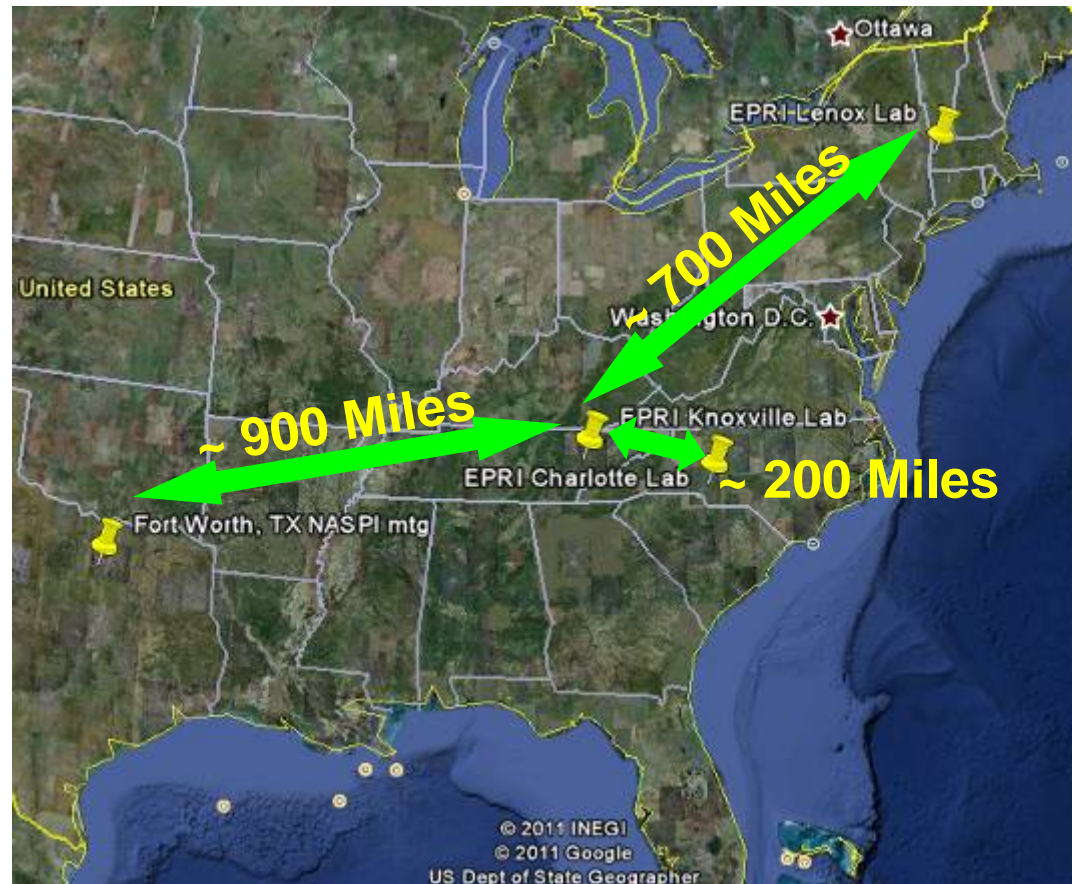 Ottawa
EPRI Lenox Lab
~ 700 Miles
United States
Washington D.C.
~ 900 Miles
EPRI Knoxville Lab
EPRI Charlotte Lab
~ 200 Miles
Fort Worth, TX NASPI mtg
© 2011 INEGI
© 2011 Google
US Dept of State Geographer